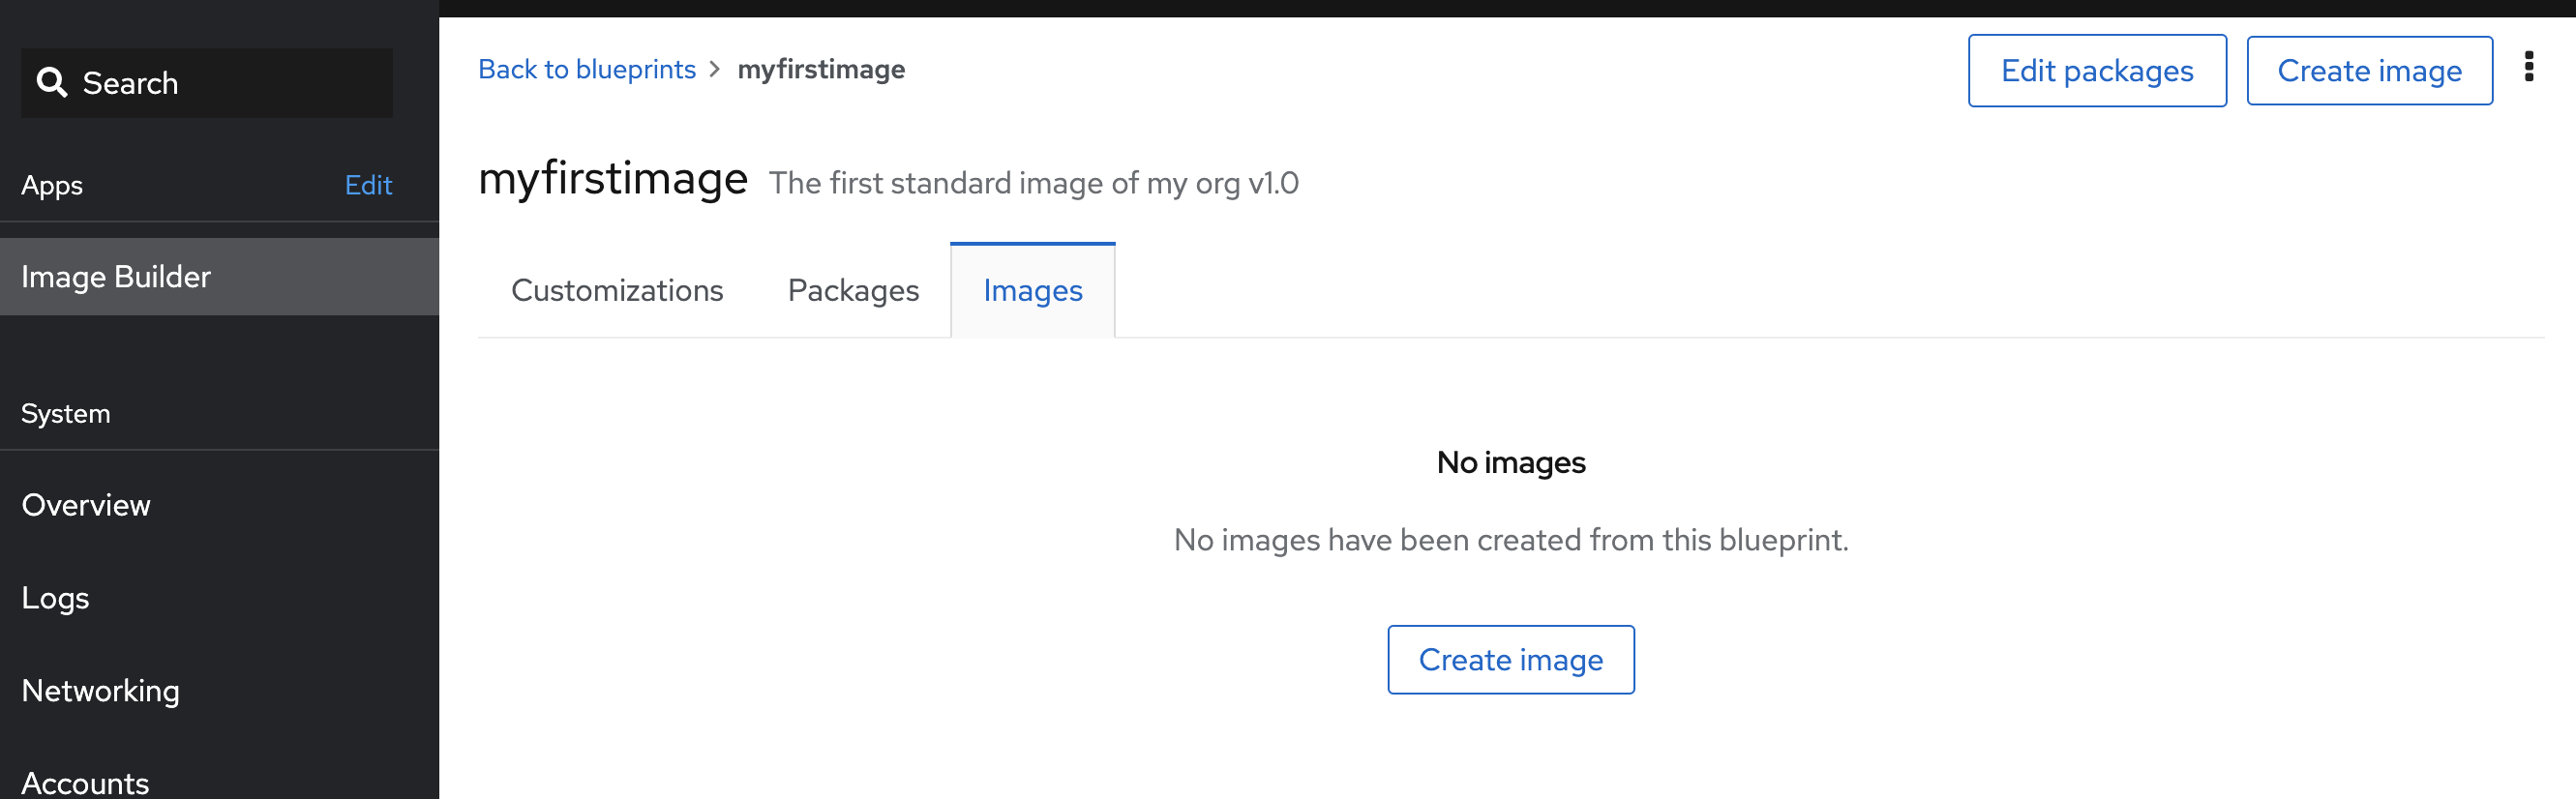 Search
Apps Edit
Image Builder
System
Overview
Logs
Networking
Accounts
Back to blueprints > myfirstimage
Edit packages
Create image
myfirstimage The first standard image of my org v1.0
Customizations Packages Images
No images
No images have been created from this blueprint.
Create image